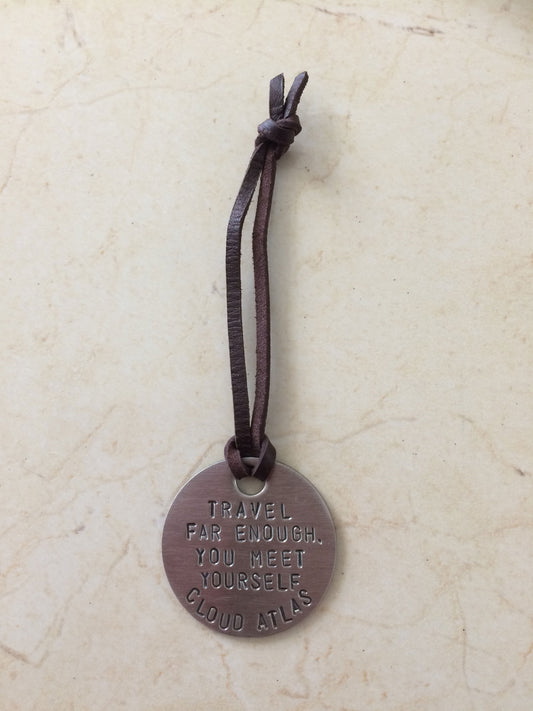 TRAVEL
FAR ENOUGH,
YOU MEET
YOURSELF
CLOUD ATLAS